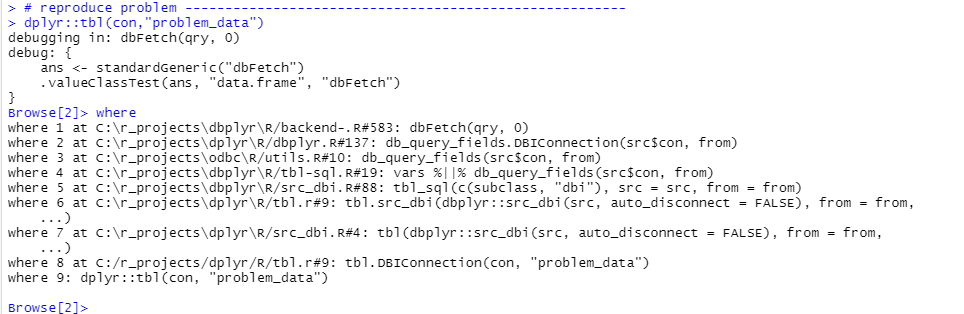 > # reproduce problem -------------------------------------------------------
> dplyr::tbl(con,"problem_data")
debugging in: dbFetch(qry, 0)
debug: {
    ans <- standardGeneric("dbFetch")
    .valueClassTest(ans, "data.frame", "dbFetch")
}
Browse[2]> where
where 1 at C:\r_projects\dbplyr\R/backend-.R#583: dbFetch(qry, 0)
where 2 at C:\r_projects\dplyr\R/dbplyr.R#137: db_query_fields.DBIConnection(src$con, from)
where 3 at C:\r_projects\odbc\R/utils.R#10: db_query_fields(src$con, from)
where 4 at C:\r_projects\dbplyr\R/tbl-sql.R#19: vars %||% db_query_fields(src$con, from)
where 5 at C:\r_projects\dbplyr\R/src_dbi.R#88: tbl_sql(c(subclass, "dbi"), src = src, from = from)
where 6 at C:\r_projects\dplyr\R/tbl.r#9: tbl.src_dbi(dbplyr::src_dbi(src, auto_disconnect = FALSE), from = from,
    ...)
where 7 at C:\r_projects\dbplyr\R/src_dbi.R#4: tbl(dbplyr::src_dbi(src, auto_disconnect = FALSE), from = from,
    ...)
where 8 at C:/r_projects/dplyr/R/tbl.r#9: tbl.DBIConnection(con, "problem_data")
where 9: dplyr::tbl(con, "problem_data")
Browse[2]>